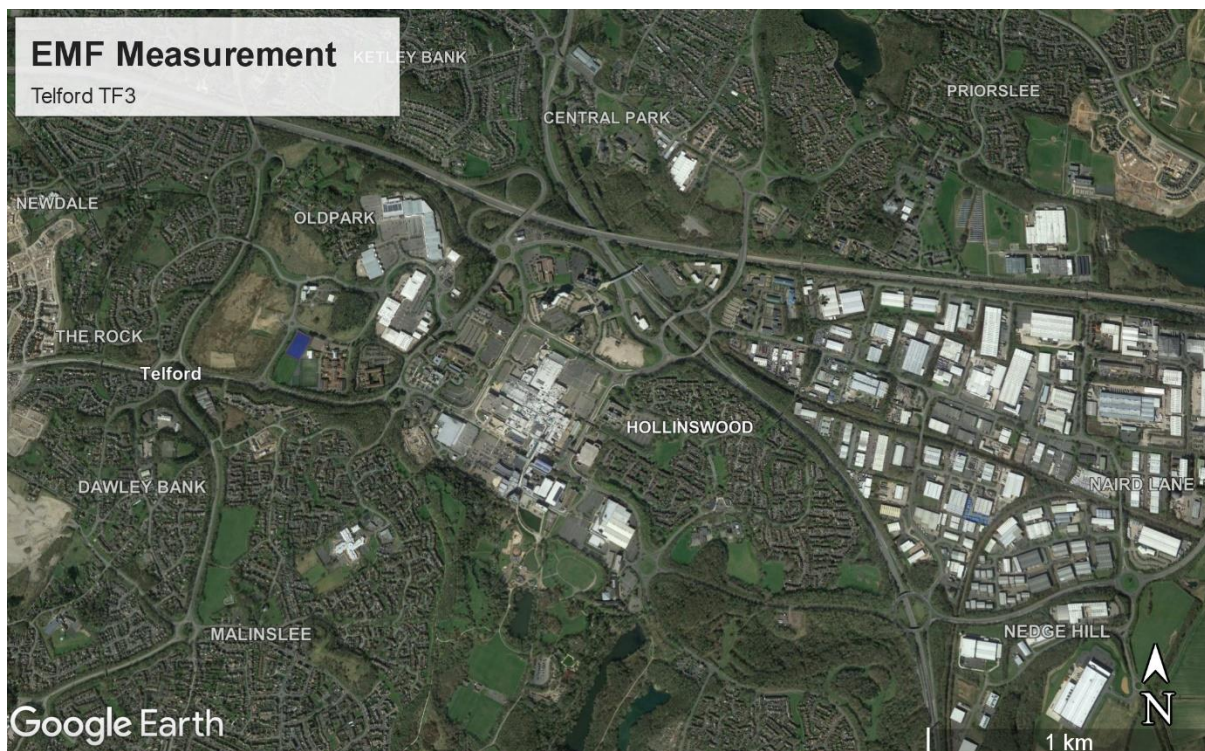 EMF Measurement
Telford TF3
KETLEY BANK
PRIORSLEE
CENTRAL PARK
NEWDALE
OLDPARK
THE ROCK
Telford
HOLLINSWOOD
DAWLEY BANK
NAIRD LANE
MALINSLEE
NEDGE HILL
N
Google Earth
1 km